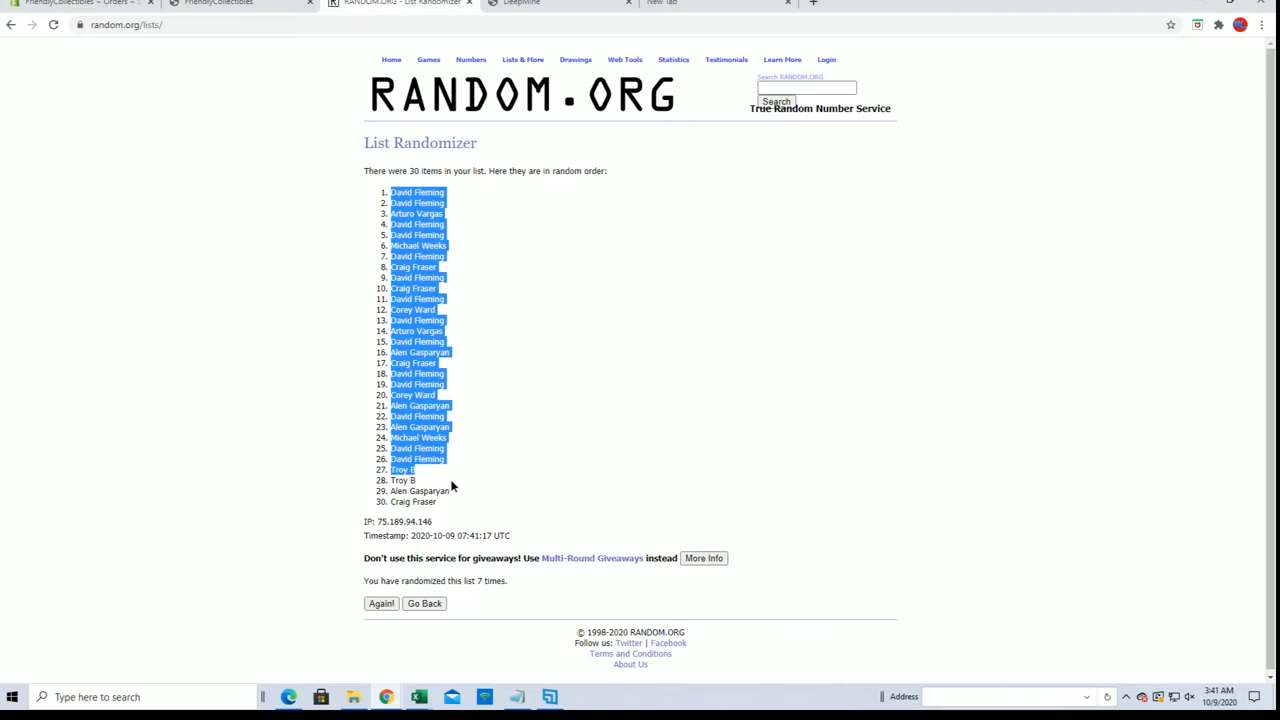 FriendlyCollectibles – Orders –
FriendlyCollectibles
RANDOM.ORG - List Randomizer
DeepMine
New Tab
random.org/lists/
Home Games Numbers Lists & More Drawings Web Tools Statistics Testimonials Learn More Login
RANDOM.ORG
Search RANDOM.ORG
Search
True Random Number Service
List Randomizer
There were 30 items in your list. Here they are in random order:
1. David Fleming
2. David Fleming
3. Arturo Vargas
4. David Fleming
5. David Fleming
6. Michael Weeks
7. David Fleming
8. Craig Fraser
9. David Fleming
10. Craig Fraser
11. David Fleming
12. Corey Ward
13. David Fleming
14. Arturo Vargas
15. David Fleming
16. Alen Gasparyan
17. Craig Fraser
18. David Fleming
19. David Fleming
20. Corey Ward
21. Alen Gasparyan
22. David Fleming
23. Alen Gasparyan
24. Michael Weeks
25. David Fleming
26. David Fleming
27. Troy B
28. Troy B
29. Alen Gasparyan
30. Craig Fraser
IP: 75.189.94.146
Timestamp: 2020-10-09 07:41:17 UTC
Don't use this service for giveaways! Use Multi-Round Giveaways instead More Info
You have randomized this list 7 times.
Again! Go Back
© 1998-2020 RANDOM.ORG
Follow us: Twitter | Facebook
Terms and Conditions
About Us
Type here to search
Address
3:41 AM
10/9/2020